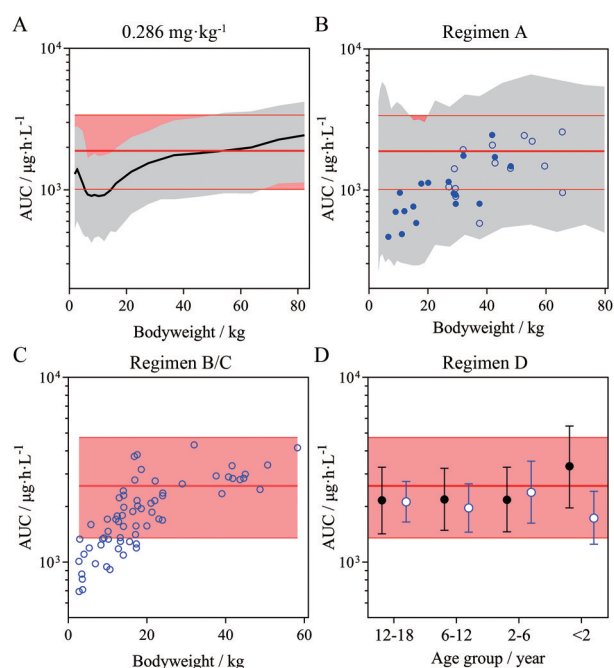 A
0.286 mg·kg⁻¹
10⁴
10³
AUC / µg·h·L⁻¹
0 20 40 60 80
Bodyweight / kg
B
Regimen A
10⁴
10³
AUC / µg·h·L⁻¹
0 20 40 60 80
Bodyweight / kg
C
Regimen B/C
10⁴
10³
AUC / µg·h·L⁻¹
0 20 40 60
Bodyweight / kg
D
Regimen D
10⁴
10³
AUC / µg·h·L⁻¹
12-18 6-12 2-6 <2
Age group / year